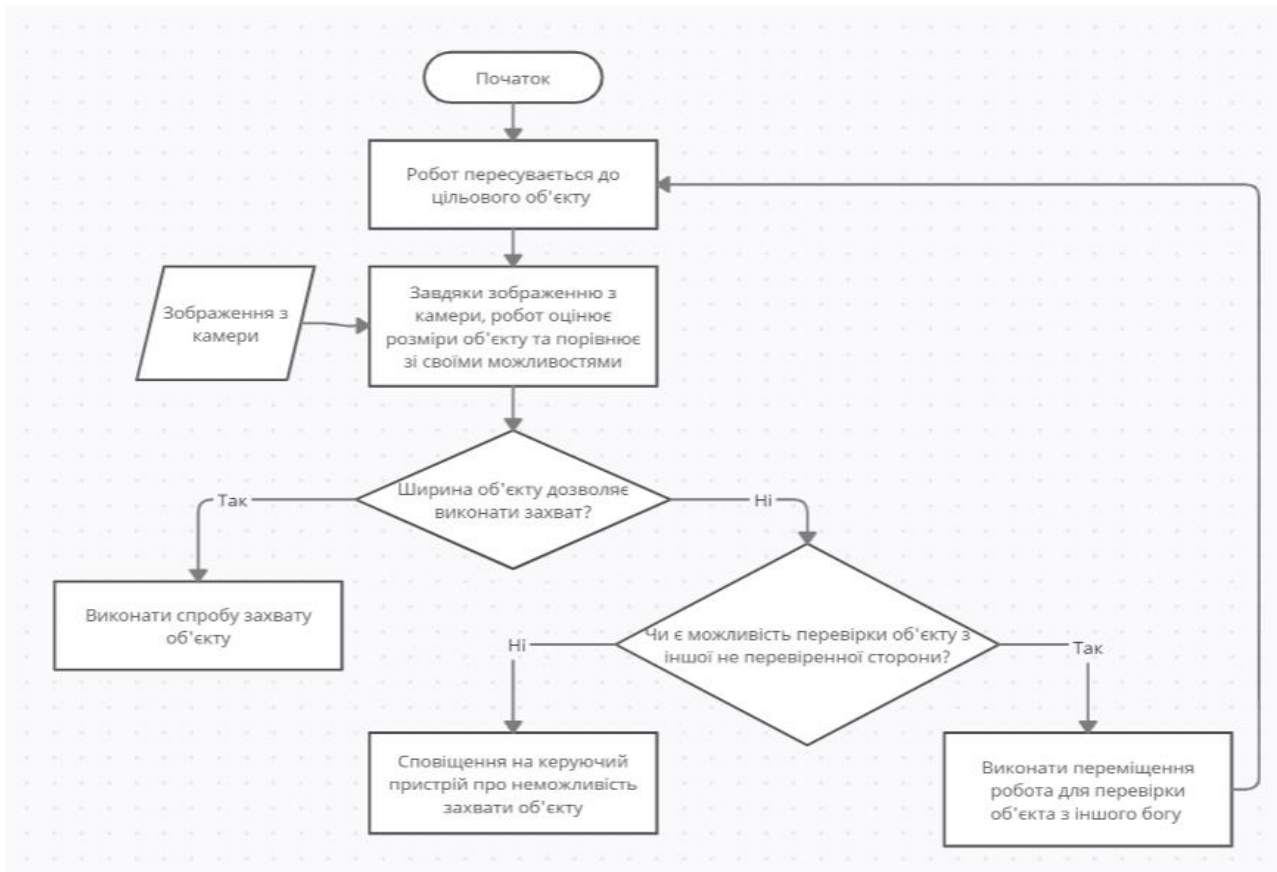 Початок
Робот пересувається до
цільового об'єкту
Зображення з
камери
Завдяки зображенню з
камери, робот оцінює
розміри об'єкту та порівнює
зі своїми можливостями
Ширина об'єкту дозволяє
виконати захват?
Так
Ні
Виконати спробу захвату
об'єкту
Чи є можливість перевірки об'єкту з
іншої не перевіренної сторони?
Ні
Так
Сповіщення на керуючий
пристрій про неможливість
захвати об'єкту
Виконати переміщення
робота для перевірки
об'єкта з іншого богу